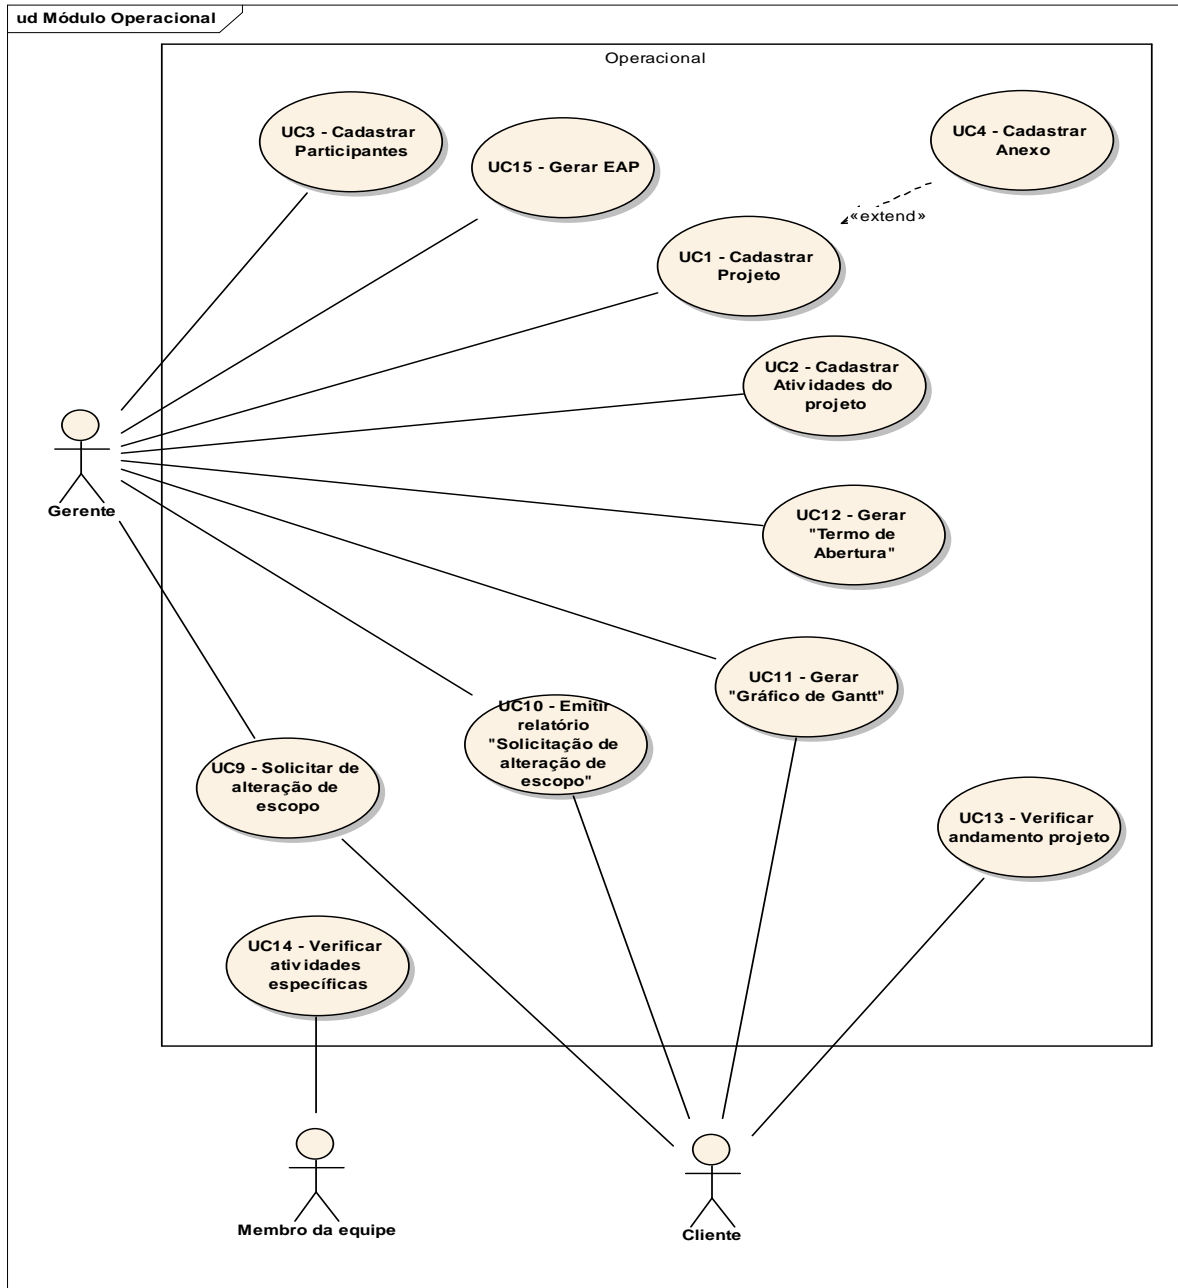 ud Módulo Operacional
Operacional
UC3 - Cadastrar
Participantes
UC15 - Gerar EAP
UC4 - Cadastrar
Anexo
«extend»
UC1 - Cadastrar
Projeto
UC2 - Cadastrar
Atividades do
projeto
Gerente
UC12 - Gerar
"Termo de
Abertura"
UC11 - Gerar
"Gráfico de Gantt"
UC10 - Emitir
relatório
"Solicitação de
alteração de
escopo"
UC9 - Solicitar de
alteração de
escopo
UC13 - Verificar
andamento projeto
UC14 - Verificar
atividades
específicas
Membro da equipe
Cliente